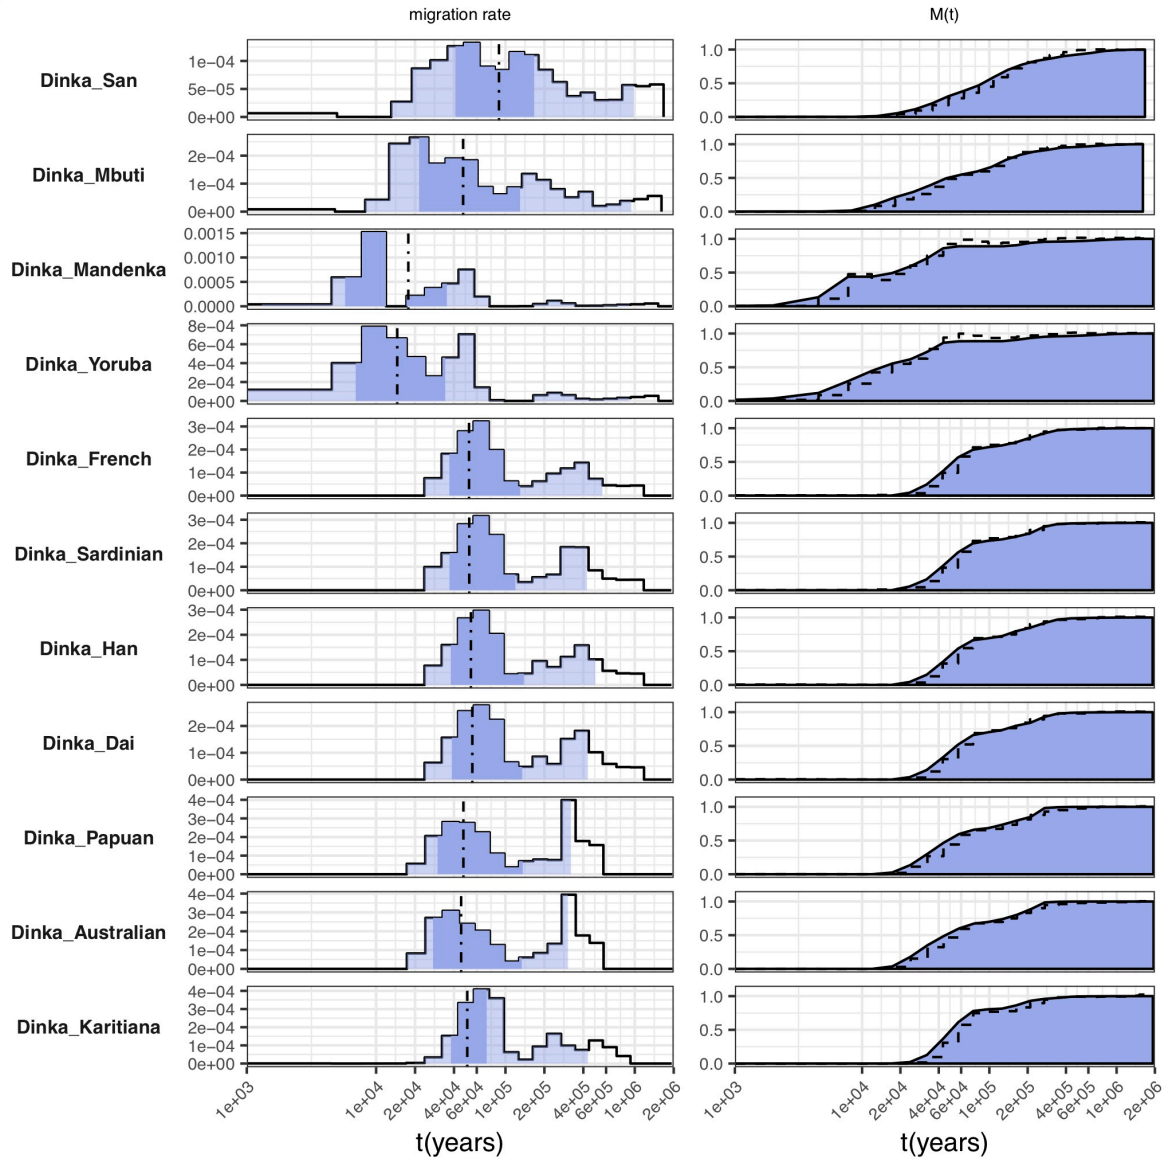 migration rate M(t)
Dinka_San
1e−04
5e−05
0e+00
1.0
0.5
0.0
Dinka_Mbuti
2e−04
1e−04
0e+00
1.0
0.5
0.0
Dinka_Mandenka
0.0015
0.0010
0.0005
0.0000
1.0
0.5
0.0
Dinka_Yoruba
8e−04
6e−04
4e−04
2e−04
0e+00
1.0
0.5
0.0
Dinka_French
3e−04
2e−04
1e−04
0e+00
1.0
0.5
0.0
Dinka_Sardinian
3e−04
2e−04
1e−04
0e+00
1.0
0.5
0.0
Dinka_Han
3e−04
2e−04
1e−04
0e+00
1.0
0.5
0.0
Dinka_Dai
2e−04
1e−04
0e+00
1.0
0.5
0.0
Dinka_Papuan
4e−04
3e−04
2e−04
1e−04
0e+00
1.0
0.5
0.0
Dinka_Australian
4e−04
3e−04
2e−04
1e−04
0e+00
1.0
0.5
0.0
Dinka_Karitiana
4e−04
3e−04
2e−04
1e−04
0e+00
1.0
0.5
0.0
1e+03 1e+04 2e+04 4e+04 6e+04 1e+05 2e+05 4e+05 6e+05 1e+06 2e+06
1e+03 1e+04 2e+04 4e+04 6e+04 1e+05 2e+05 4e+05 6e+05 1e+06 2e+06
t(years) t(years)